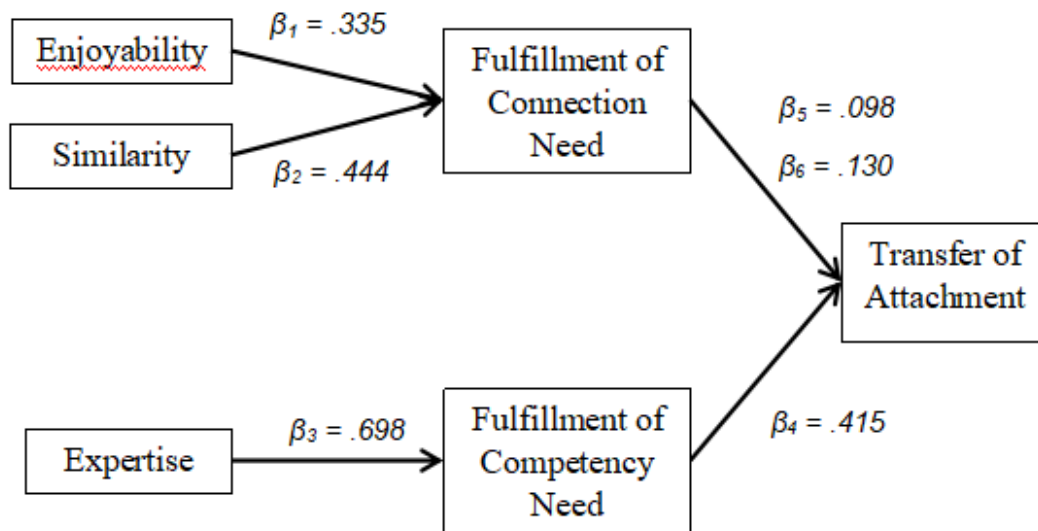 Enjoyability
β1 = .335
Similarity
β2 = .444
Fulfillment of
Connection
Need
β5 = .098
β6 = .130
Transfer of
Attachment
Expertise
β3 = .698
Fulfillment of
Competency
Need
β4 = .415